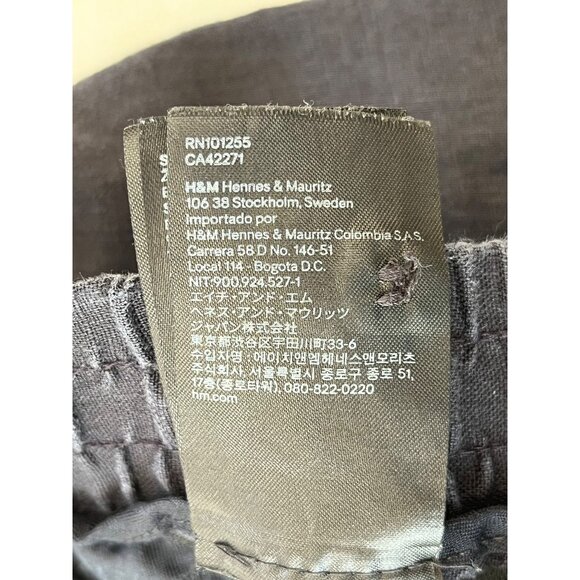 RN101255
CA42271
H&M Hennes & Mauritz
106 38 Stockholm, Sweden
Importado por
H&M Hennes & Mauritz Colombia S.A.S.
Carrera 58 D No. 146-51
Local 114 - Bogota D.C.
NIT:900.924.527-1
エイチ・アンド・エム
ヘネス・アンド・マウリッツ
ジャパン株式会社
東京都渋谷区宇田川町33-6
수입자명 : 에이치앤엠헤네스앤모리츠
주식회사, 서울특별시 종로구 종로 51,
17층(종로타워), 080-822-0220
hm.com